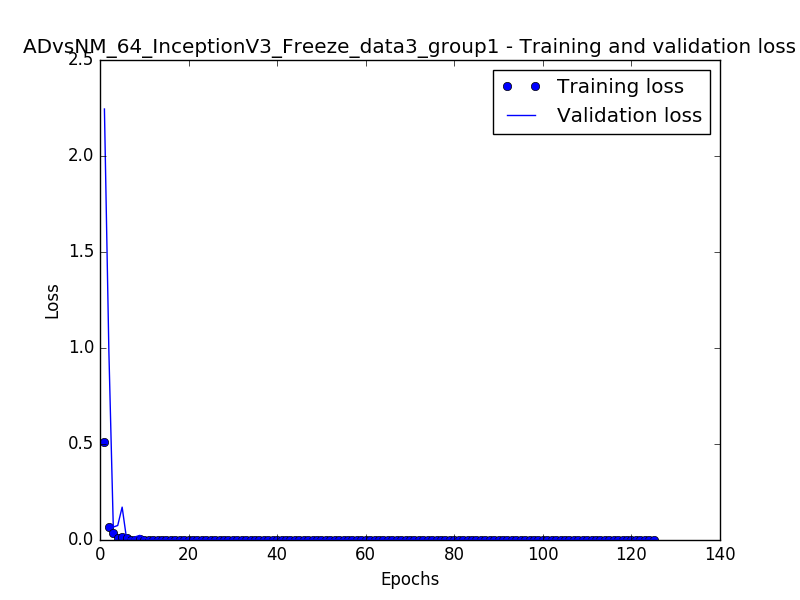 ADvsNM_64_InceptionV3_Freeze_data3_group1 - Training and validation loss
Training loss
Validation loss
2.5
2.0
1.5
1.0
0.5
0.0
Loss
0 20 40 60 80 100 120 140
Epochs